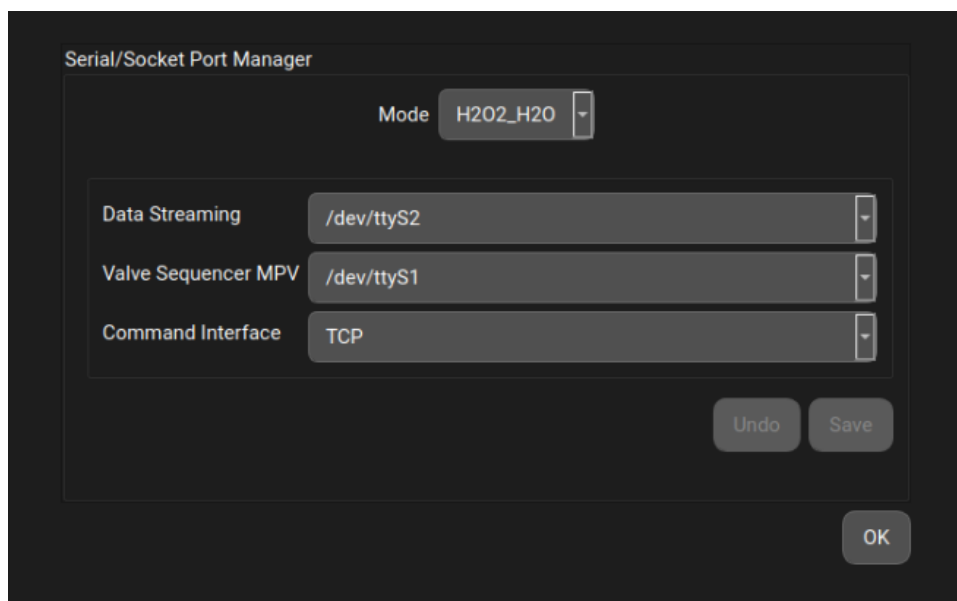 Serial/Socket Port Manager
Mode H2O2_H2O
Data Streaming /dev/ttyS2
Valve Sequencer MPV /dev/ttyS1
Command Interface TCP
Undo Save
OK